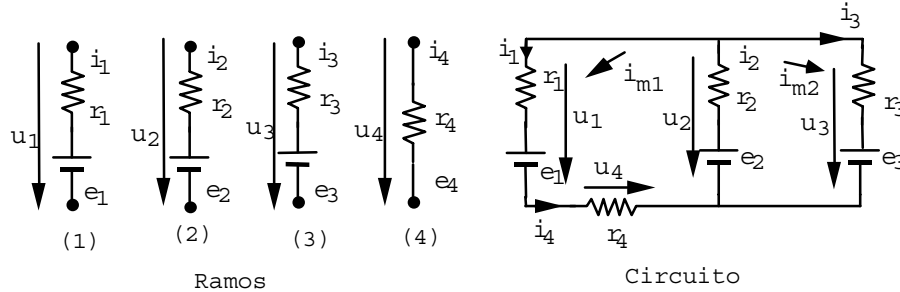 i1
r1
u1
e1
(1)
i2
r2
u2
e2
(2)
i3
r3
u3
e3
(3)
i4
r4
u4
e4
(4)
Ramos
i1
r1
u1
e1
im1
i2
r2
u2
e2
im2
i3
r3
u3
e3
u4
i4
r4
Circuito